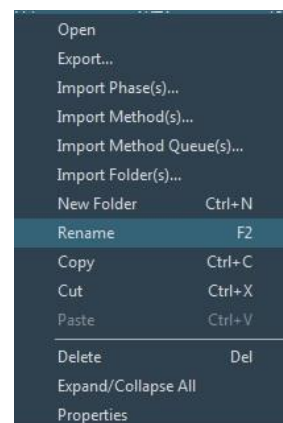 Open
Export...
Import Phase(s)...
Import Method(s)...
Import Method Queue(s)...
Import Folder(s)...
New Folder Ctrl+N
Rename F2
Copy Ctrl+C
Cut Ctrl+X
Paste Ctrl+V
Delete Del
Expand/Collapse All
Properties